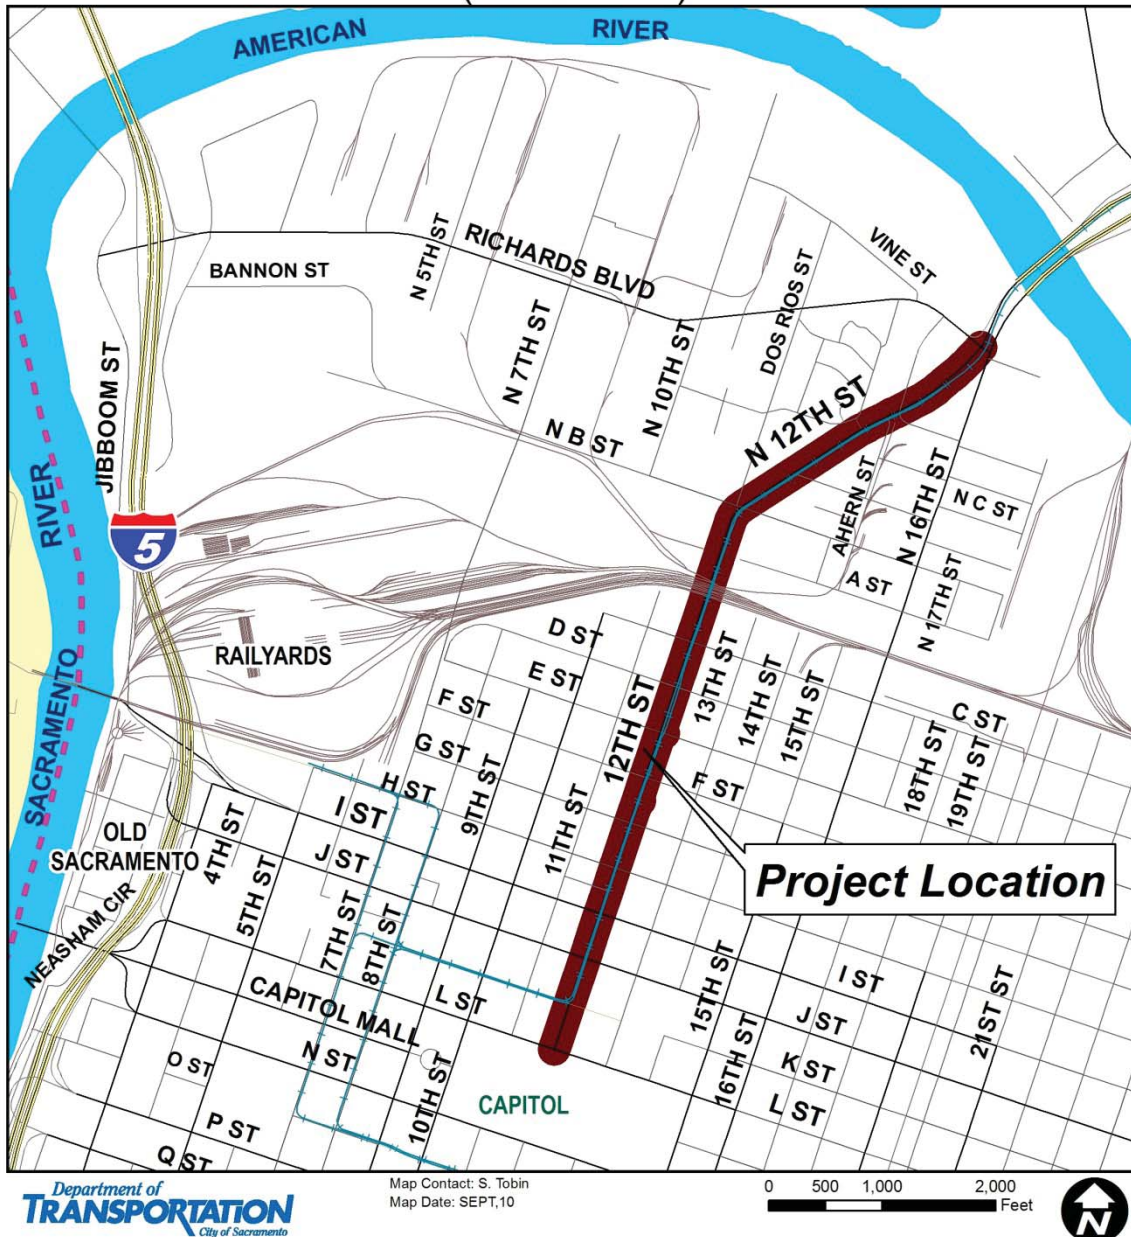 AMERICAN RIVER
VINE ST
N 5TH ST
RICHARDS BLVD
BANNON ST
DOS RIOS ST
N 7TH ST
N 10TH ST
JIBBOOM ST
N 12TH ST
N B ST
AHERN ST
N 16TH ST
N C ST
RIVER
5
A ST
N 17TH ST
D ST
RAILYARDS
E ST
13TH ST
14TH ST
15TH ST
SACRAMENTO
F ST
12TH ST
C ST
G ST
18TH ST
19TH ST
H ST
9TH ST
F ST
I ST
11TH ST
OLD
SACRAMENTO
4TH ST
J ST
5TH ST
Project Location
NEASHAM CIR
7TH ST
8TH ST
15TH ST
I ST
21ST ST
CAPITOL MALL
L ST
J ST
N ST
16TH ST
K ST
O ST
10TH ST
CAPITOL
L ST
P ST
Q ST
Department of
TRANSPORTATION
City of Sacramento
Map Contact: S. Tobin
Map Date: SEPT,10
0 500 1,000 2,000
Feet
N